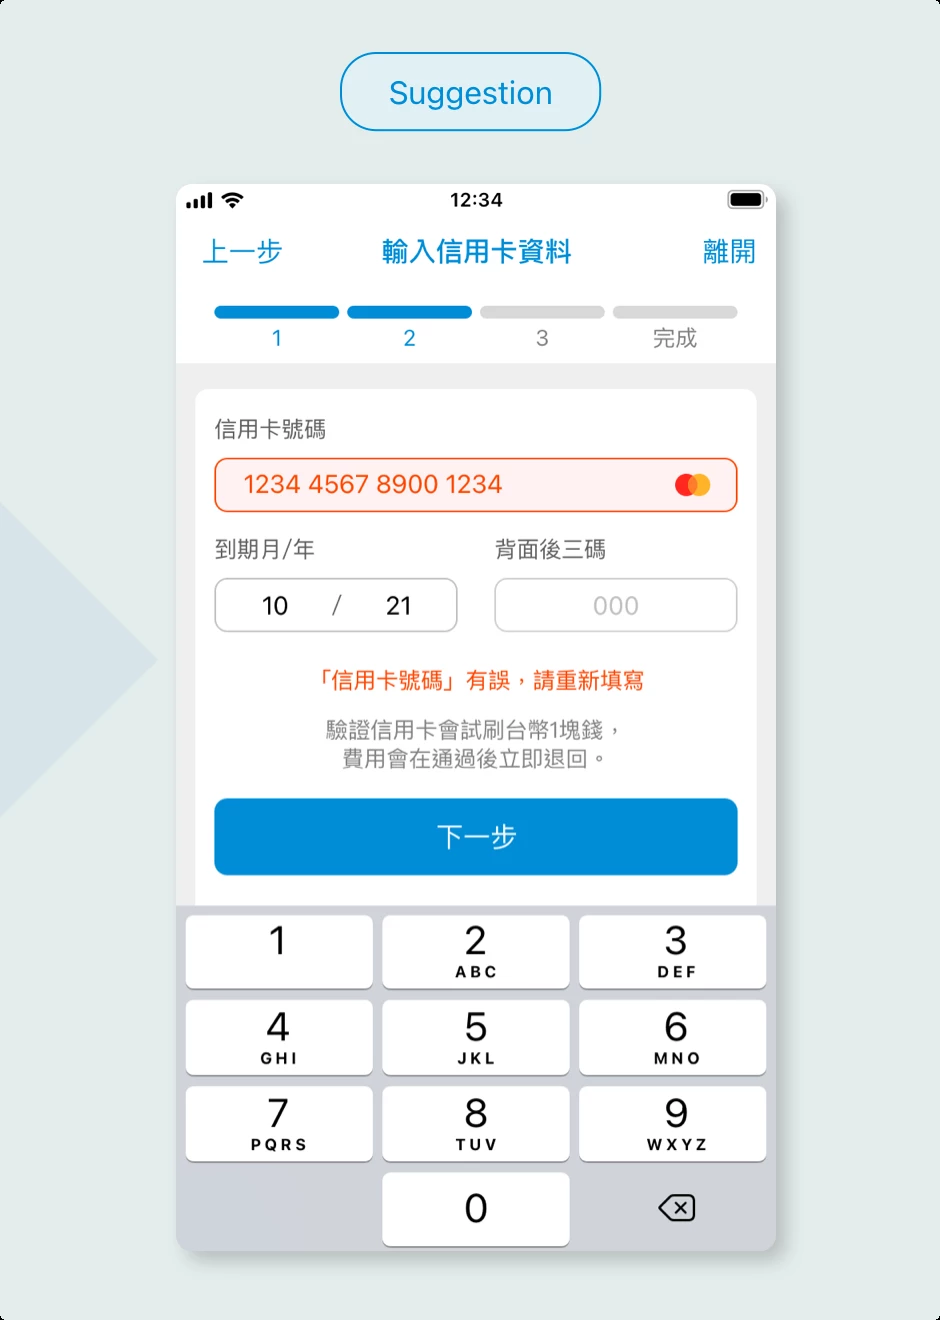 Suggestion
12:34
上一步 輸入信用卡資料 離開
1 2 3 完成
信用卡號碼
1234 4567 8900 1234
到期月/年 背面後三碼
10 / 21 000
「信用卡號碼」有誤，請重新填寫
驗證信用卡會試刷台幣1塊錢，
費用會在通過後立即退回。
下一步
1 2 3
ABC DEF
4 5 6
GHI JKL MNO
7 8 9
PQRS TUV WXYZ
0